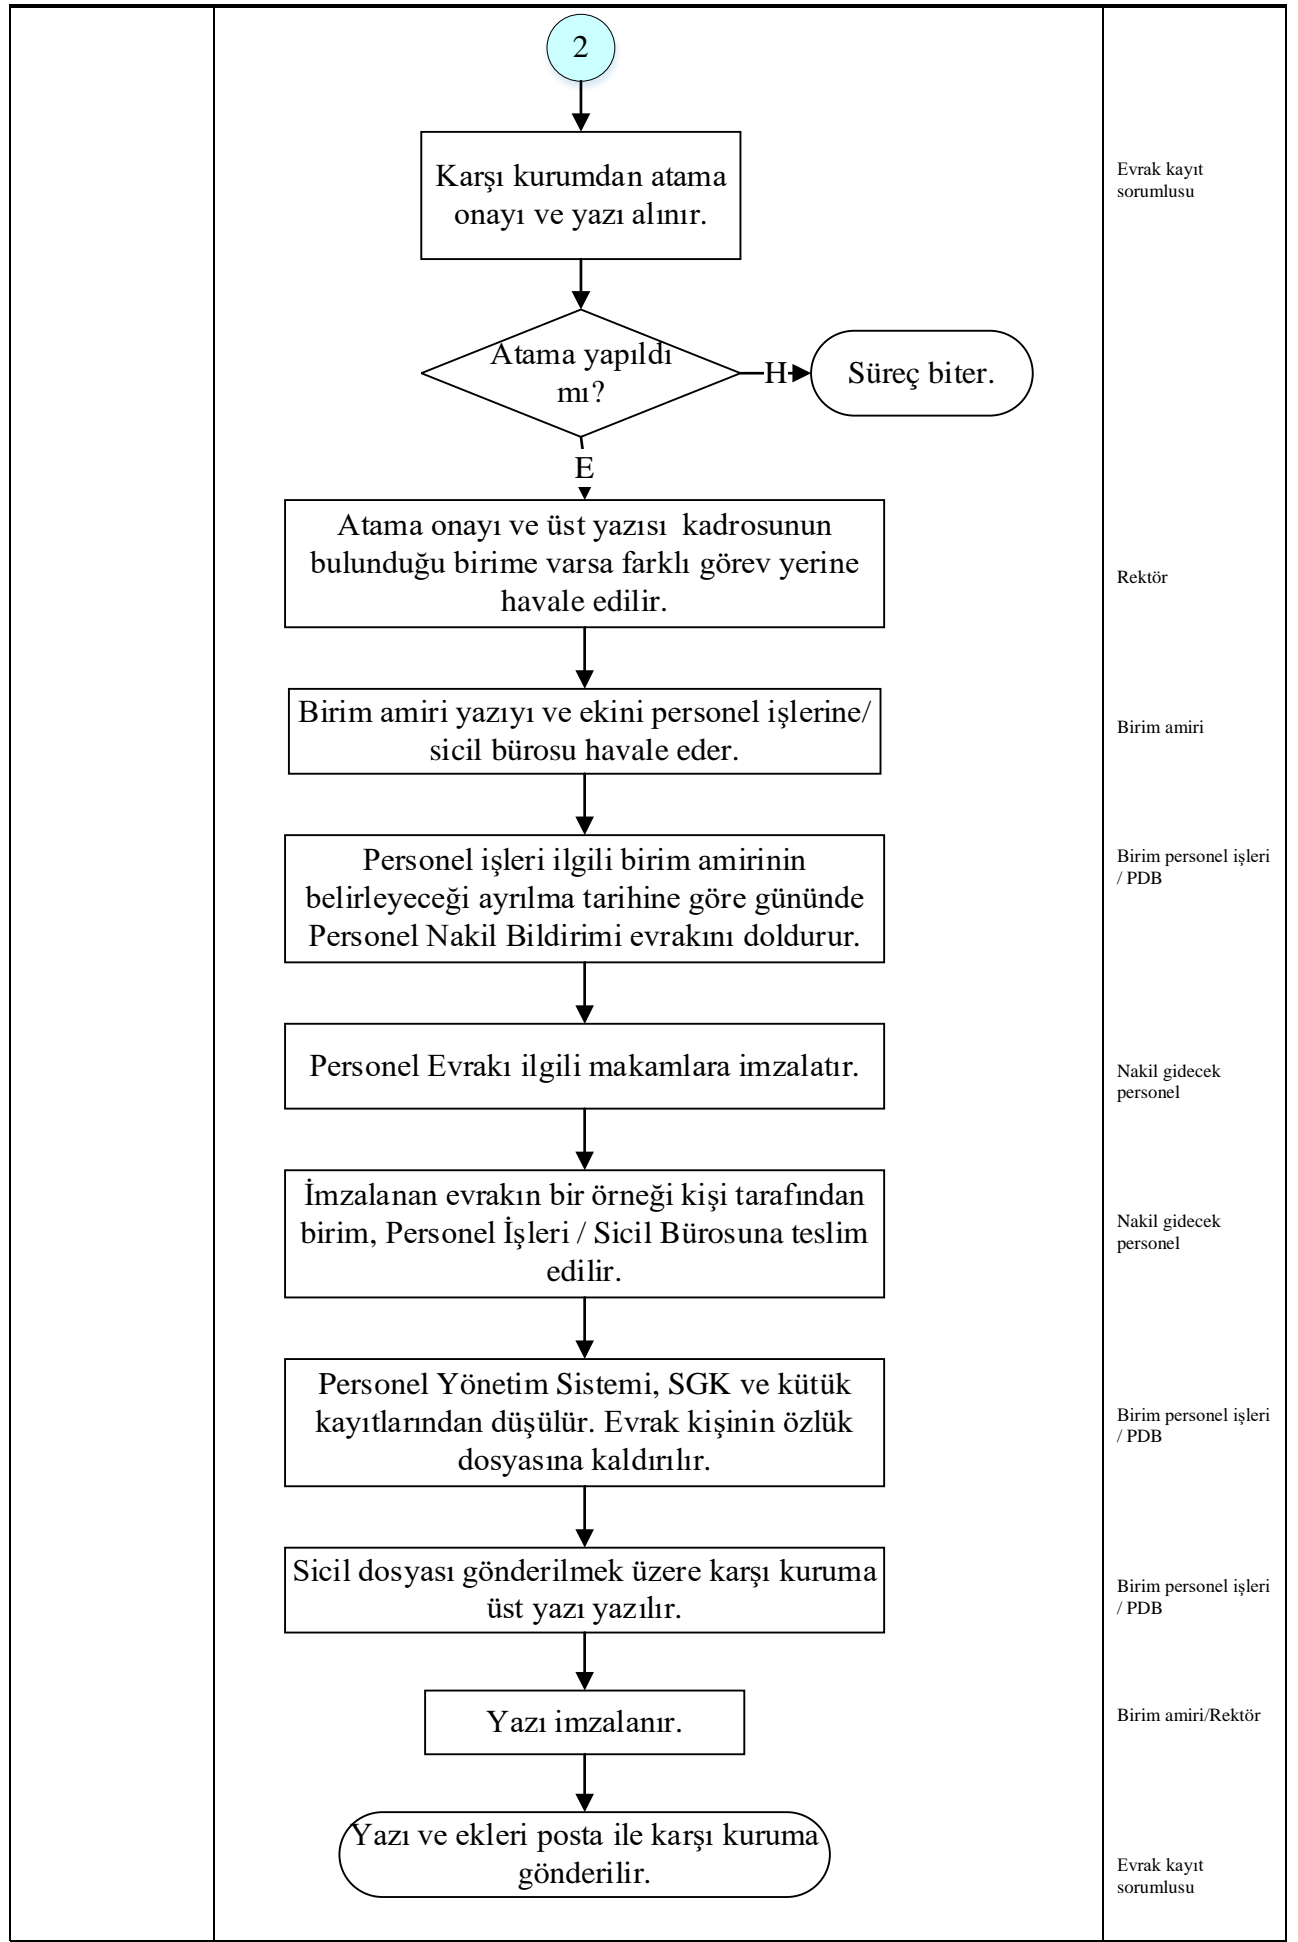 2
Karşı kurumdan atama
onayı ve yazı alınır.
Evrak kayıt
sorumlusu
Atama yapıldı
mı?
H
Süreç biter.
E
Atama onayı ve üst yazısı  kadrosunun
bulunduğu birime varsa farklı görev yerine
havale edilir.
Rektör
Birim amiri yazıyı ve ekini personel işlerine/
sicil bürosu havale eder.
Birim amiri
Personel işleri ilgili birim amirinin
belirleyeceği ayrılma tarihine göre gününde
Personel Nakil Bildirimi evrakını doldurur.
Birim personel işleri
/ PDB
Personel Evrakı ilgili makamlara imzalatır.
Nakil gidecek
personel
İmzalanan evrakın bir örneği kişi tarafından
birim, Personel İşleri / Sicil Bürosuna teslim
edilir.
Nakil gidecek
personel
Personel Yönetim Sistemi, SGK ve kütük
kayıtlarından düşülür. Evrak kişinin özlük
dosyasına kaldırılır.
Birim personel işleri
/ PDB
Sicil dosyası gönderilmek üzere karşı kuruma
üst yazı yazılır.
Birim personel işleri
/ PDB
Yazı imzalanır.
Birim amiri/Rektör
Yazı ve ekleri posta ile karşı kuruma
gönderilir.
Evrak kayıt
sorumlusu